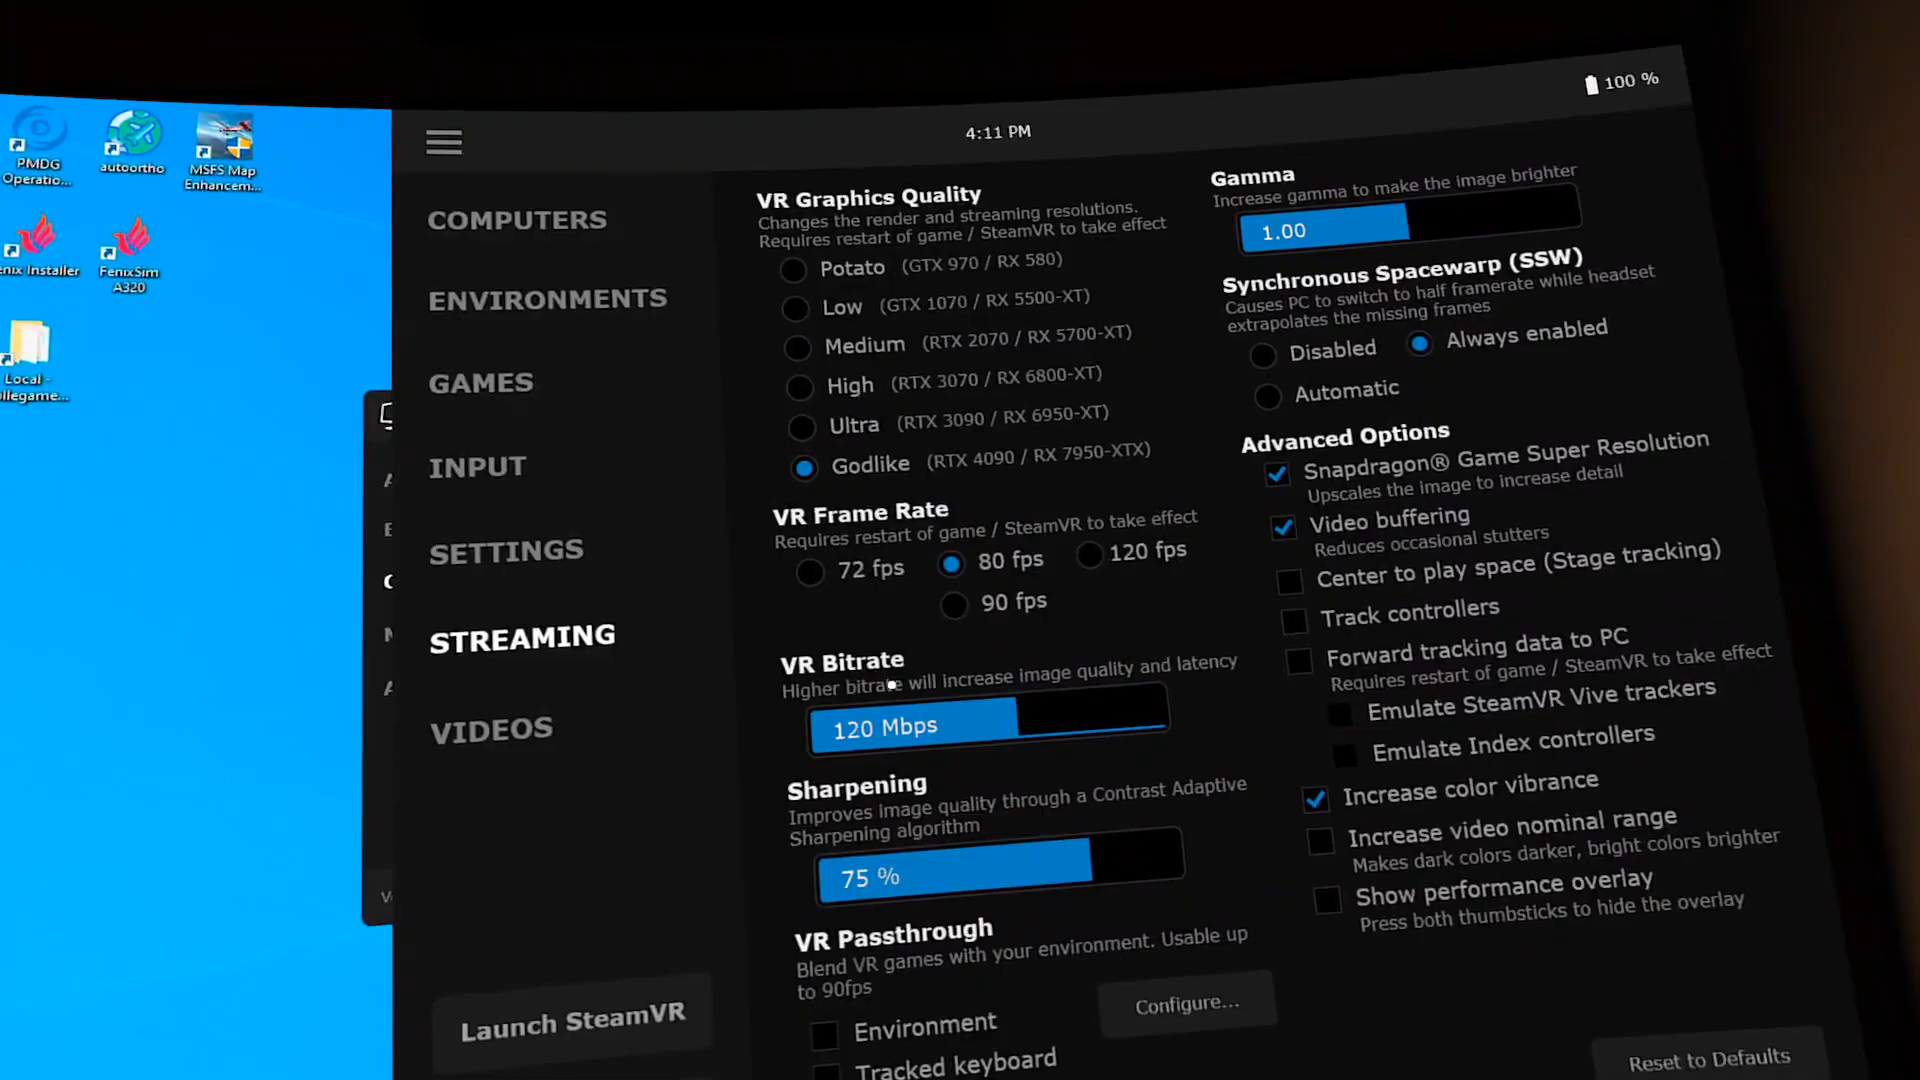 PMDG
Operatio...
autoortho
MSFS Map
Enhancem...
Fenix Installer
FenixSim
A320
Local -
4:11 PM
100 %
COMPUTERS
ENVIRONMENTS
GAMES
INPUT
SETTINGS
STREAMING
VIDEOS
Launch SteamVR
VR Graphics Quality
Changes the render and streaming resolutions.
Requires restart of game / SteamVR to take effect
Potato (GTX 970 / RX 580)
Low (GTX 1070 / RX 5500-XT)
Medium (RTX 2070 / RX 5700-XT)
High (RTX 3070 / RX 6800-XT)
Ultra (RTX 3090 / RX 6950-XT)
Godlike (RTX 4090 / RX 7950-XTX)
VR Frame Rate
Requires restart of game / SteamVR to take effect
72 fps 80 fps 120 fps
90 fps
VR Bitrate
Higher bitrate will increase image quality and latency
120 Mbps
Sharpening
Improves image quality through a Contrast Adaptive
Sharpening algorithm
75 %
VR Passthrough
Blend VR games with your environment. Usable up
to 90fps
Environment
Configure...
Tracked keyboard
Gamma
Increase gamma to make the image brighter
1.00
Synchronous Spacewarp (SSW)
Causes PC to switch to half framerate while headset
extrapolates the missing frames
Disabled Always enabled
Automatic
Advanced Options
Snapdragon® Game Super Resolution
Upscales the image to increase detail
Video buffering
Reduces occasional stutters
Center to play space (Stage tracking)
Track controllers
Forward tracking data to PC
Requires restart of game / SteamVR to take effect
Emulate SteamVR Vive trackers
Emulate Index controllers
Increase color vibrance
Increase video nominal range
Makes dark colors darker, bright colors brighter
Show performance overlay
Press both thumbsticks to hide the overlay
Reset to Defaults